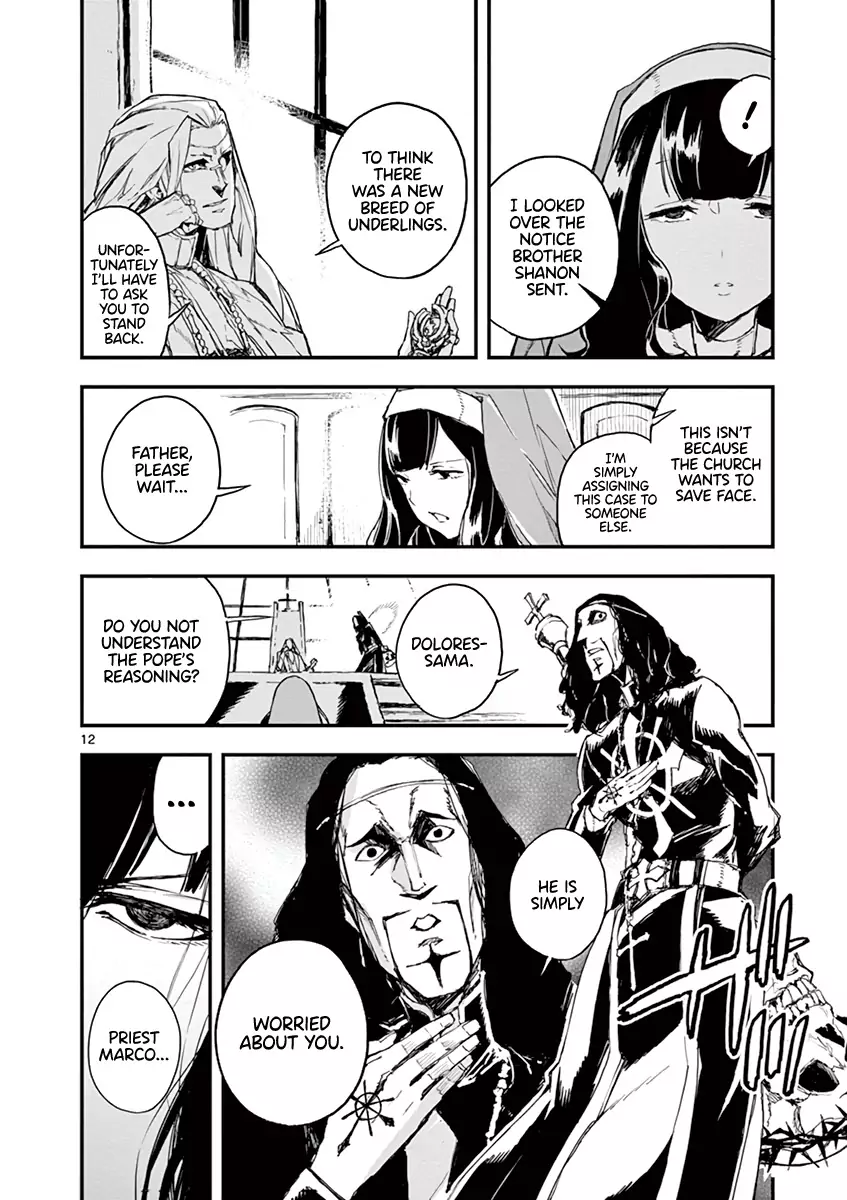 !
I LOOKED
OVER THE
NOTICE
BROTHER
SHANON
SENT.
TO THINK
THERE
WAS A NEW
BREED OF
UNDERLINGS.
UNFOR-
TUNATELY
I'LL HAVE
TO ASK
YOU TO
STAND
BACK.
THIS ISN'T
BECAUSE
THE CHURCH
WANTS TO
SAVE FACE.
I'M
SIMPLY
ASSIGNING
THIS CASE TO
SOMEONE
ELSE.
FATHER,
PLEASE
WAIT...
DOLORES-
SAMA.
DO YOU NOT
UNDERSTAND
THE POPE'S
REASONING?
12
HE IS
SIMPLY
WORRIED
ABOUT YOU.
...
PRIEST
MARCO...